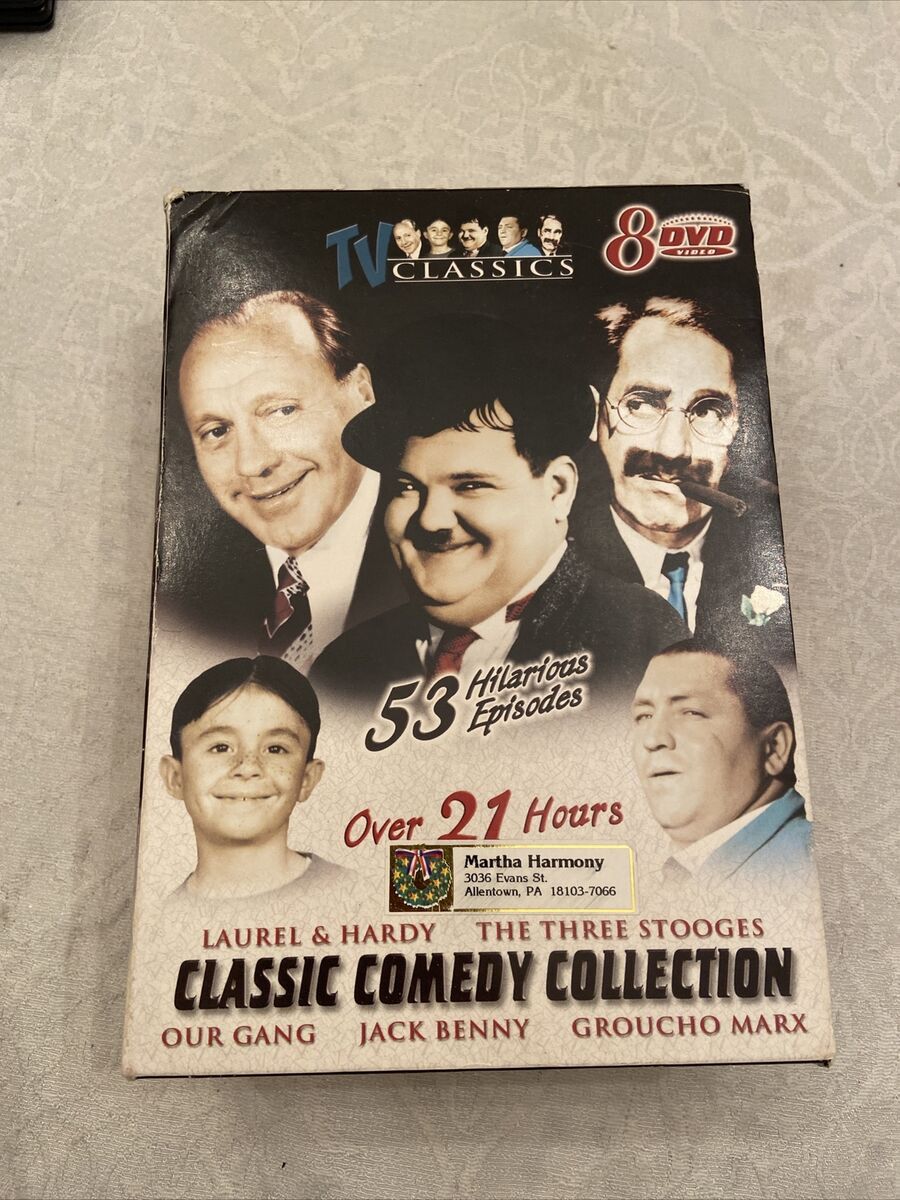 TV CLASSICS
8 DVD
VIDEO
53 Hilarious
Episodes
Over 21 Hours
Martha Harmony
3036 Evans St.
Allentown, PA 18103-7066
LAUREL & HARDY THE THREE STOOGES
CLASSIC COMEDY COLLECTION
OUR GANG JACK BENNY GROUCHO MARX